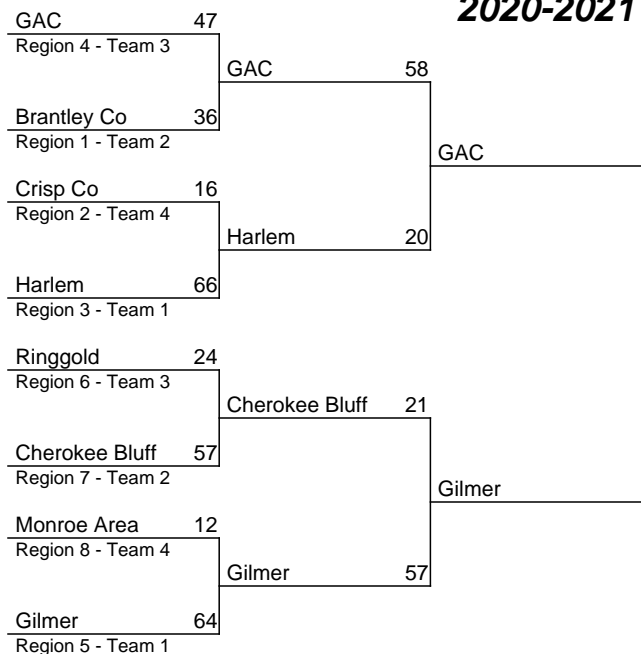 2020-2021
GAC 47
Region 4 - Team 3
GAC 58
Brantley Co 36
Region 1 - Team 2
GAC
Crisp Co 16
Region 2 - Team 4
Harlem 20
Harlem 66
Region 3 - Team 1
Ringgold 24
Region 6 - Team 3
Cherokee Bluff 21
Cherokee Bluff 57
Region 7 - Team 2
Gilmer
Monroe Area 12
Region 8 - Team 4
Gilmer 57
Gilmer 64
Region 5 - Team 1